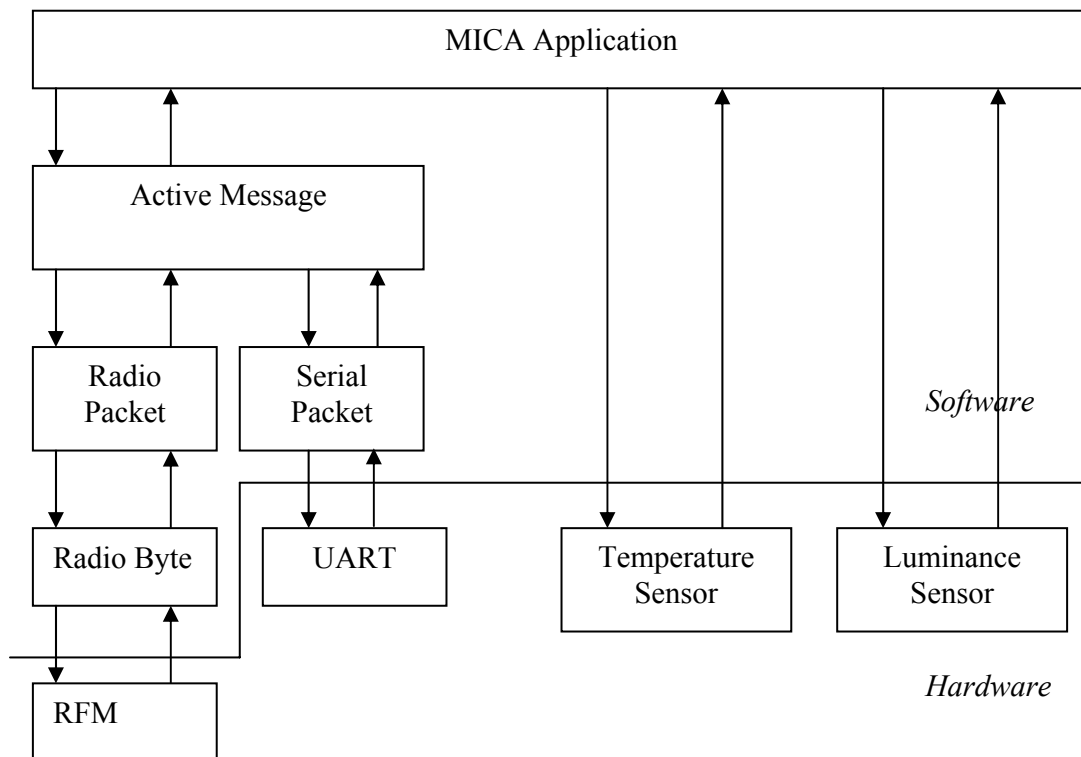 MICA Application
Active Message
Radio
Packet
Serial
Packet
Software
Radio Byte
UART
Temperature
Sensor
Luminance
Sensor
Hardware
RFM